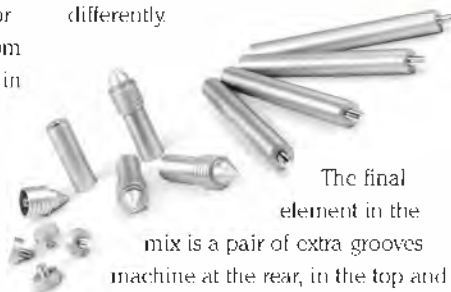 or differently.
om
in
The final
element in the
mix is a pair of extra grooves
machine at the rear, in the top and